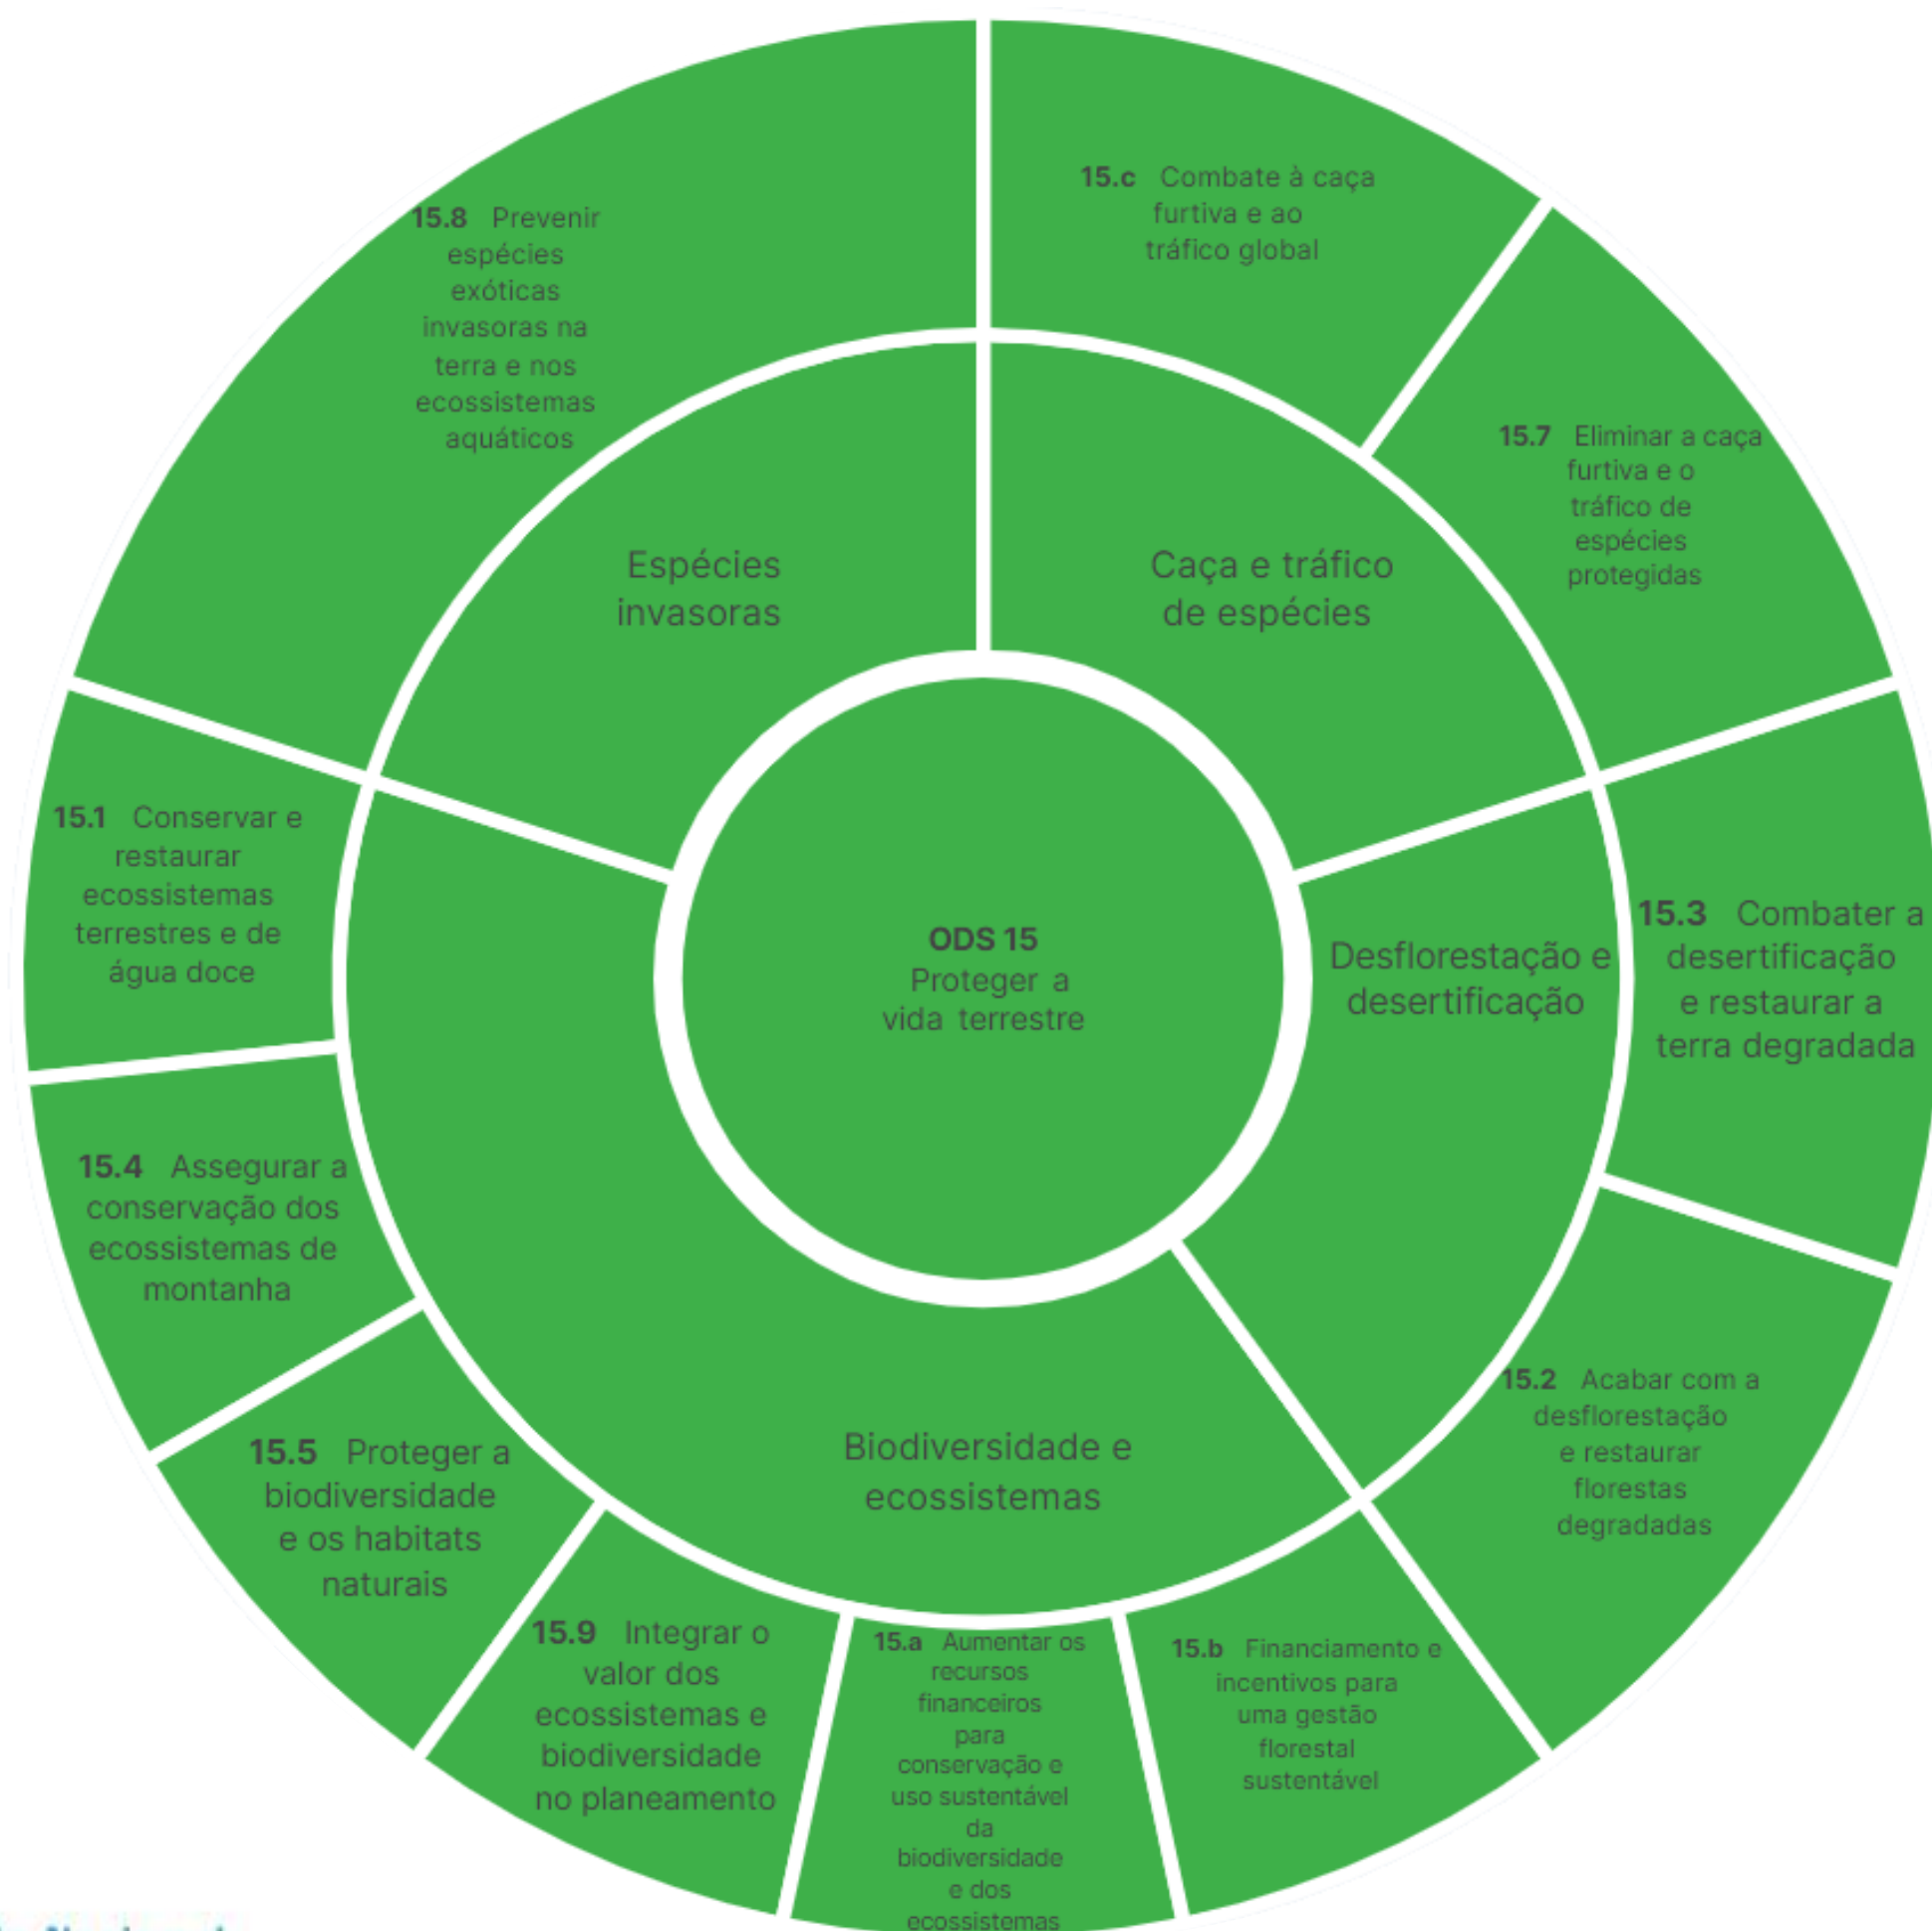 ODS 15
Proteger a
vida terrestre
Espécies
invasoras
Caça e tráfico
de espécies
Desflorestação e
desertificação
Biodiversidade e
ecossistemas
15.c Combate à caça
furtiva e ao
tráfico global
15.7 Eliminar a caça
furtiva e o
tráfico de
espécies
protegidas
15.3 Combater a
desertificação
e restaurar a
terra degradada
15.2 Acabar com a
desflorestação
e restaurar
florestas
degradadas
15.b Financiamento e
incentivos para
uma gestão
florestal
sustentável
15.a Aumentar os
recursos
financeiros
para
conservação e
uso sustentável
da
biodiversidade
e dos
ecossistemas
15.9 Integrar o
valor dos
ecossistemas e
biodiversidade
no planeamento
15.5 Proteger a
biodiversidade
e os habitats
naturais
15.4 Assegurar a
conservação dos
ecossistemas de
montanha
15.1 Conservar e
restaurar
ecossistemas
terrestres e de
água doce
15.8 Prevenir
espécies
exóticas
invasoras na
terra e nos
ecossistemas
aquáticos